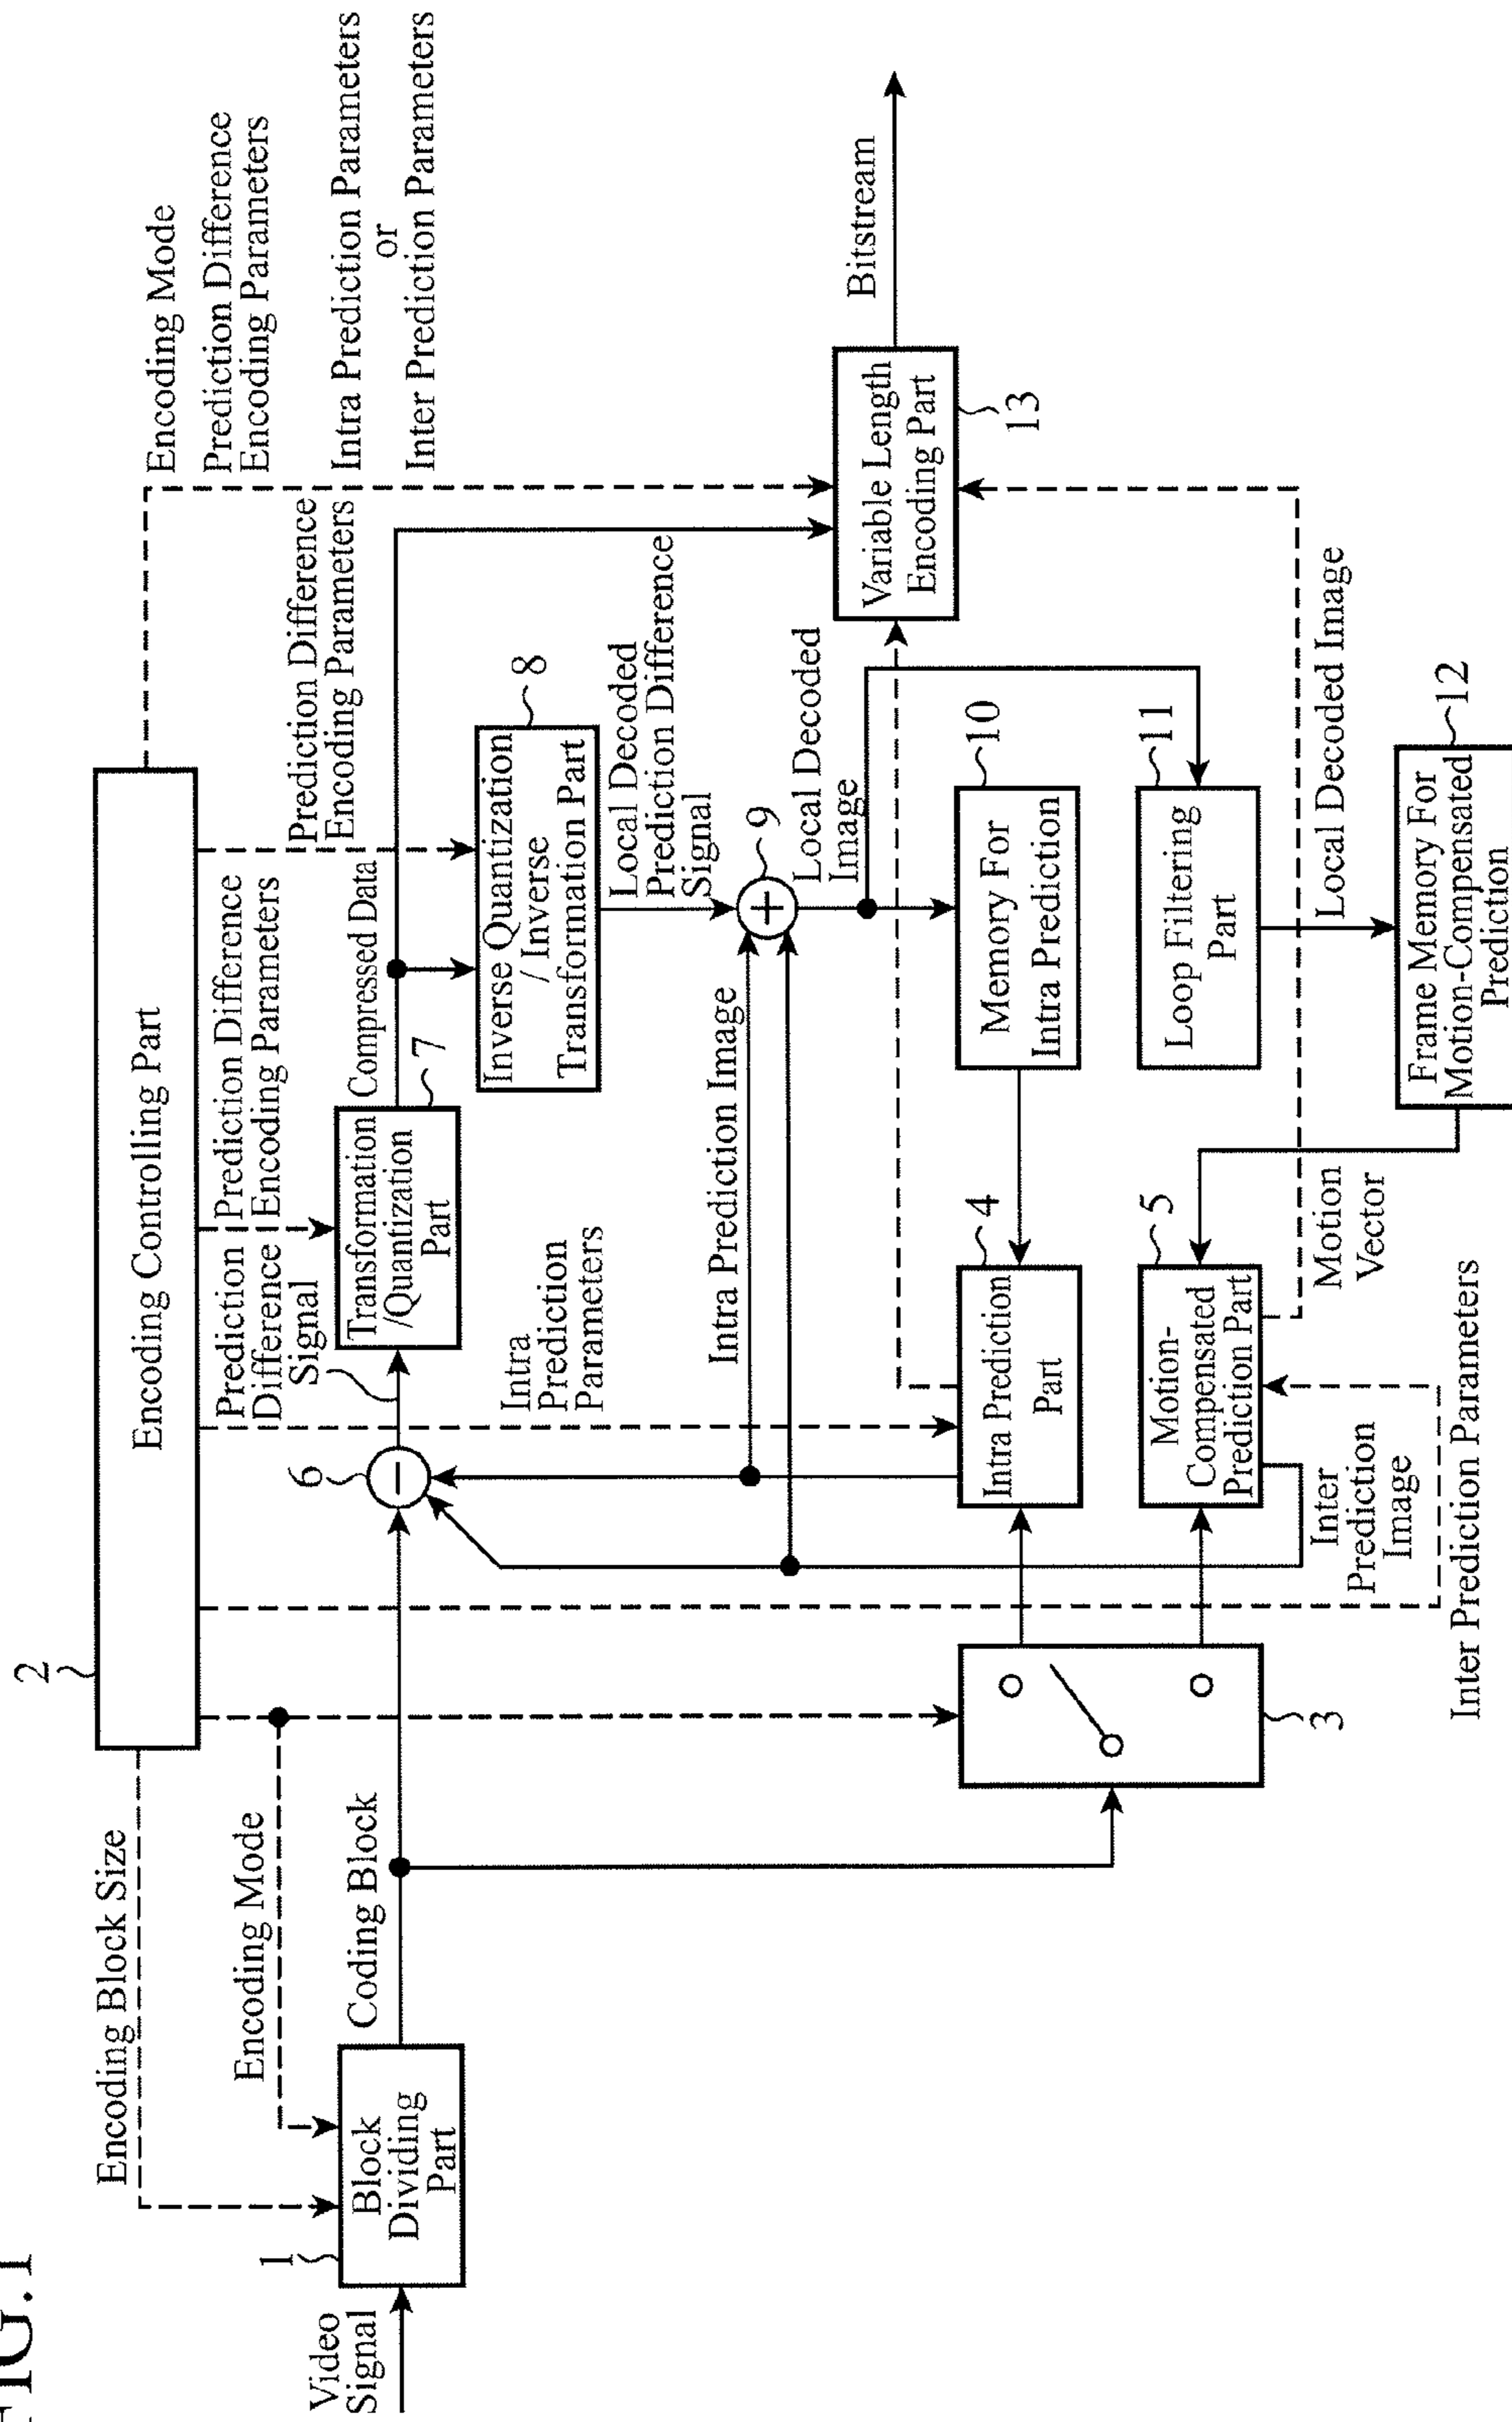 FIG.1
2
Encoding Controlling Part
Encoding Block Size
Encoding Mode
Encoding Mode
Prediction Difference
Encoding Parameters
Intra Prediction Parameters
or
Inter Prediction Parameters
Video
Signal
1
Block
Dividing
Part
Coding Block
6
Prediction
Difference
Signal
Prediction Difference
Encoding Parameters
Transformation
/Quantization
Part
7
Compressed Data
Prediction Difference
Encoding Parameters
Inverse Quantization
/ Inverse
Transformation Part
8
Local Decoded
Prediction Difference
Signal
Intra
Prediction
Parameters
Intra Prediction Image
9
Local Decoded
Image
Variable Length
Encoding Part
13
Bitstream
3
Intra Prediction
Part
4
Memory For
Intra Prediction
10
Motion-
Compensated
Prediction Part
5
Loop Filtering
Part
11
Inter
Prediction
Image
Motion
Vector
Local Decoded Image
Inter Prediction Parameters
Frame Memory For
Motion-Compensated
Prediction
12